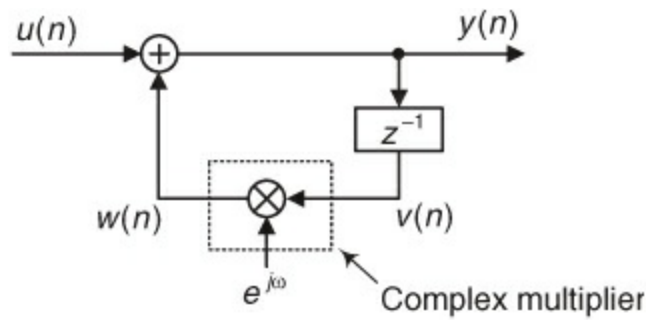 u(n)
y(n)
+
z⁻¹
w(n)
v(n)
e^{jω}
Complex multiplier